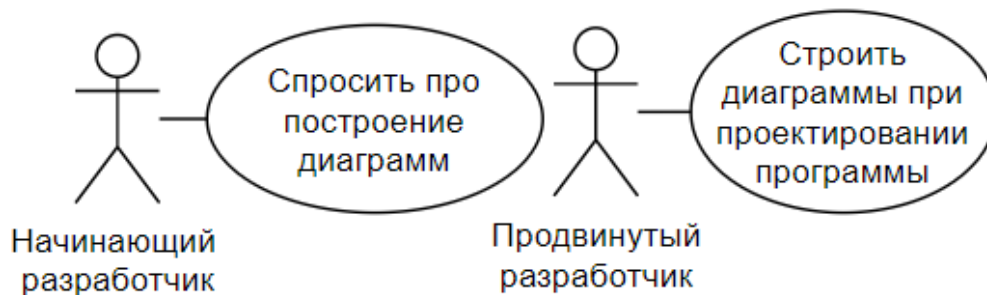 Спросить про
построение
диаграмм
Начинающий
разработчик
Строить
диаграммы при
проектировании
программы
Продвинутый
разработчик